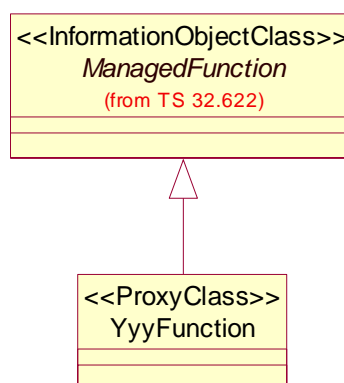 <<InformationObjectClass>>
ManagedFunction
(from TS 32.622)
<<ProxyClass>>
YyyFunction